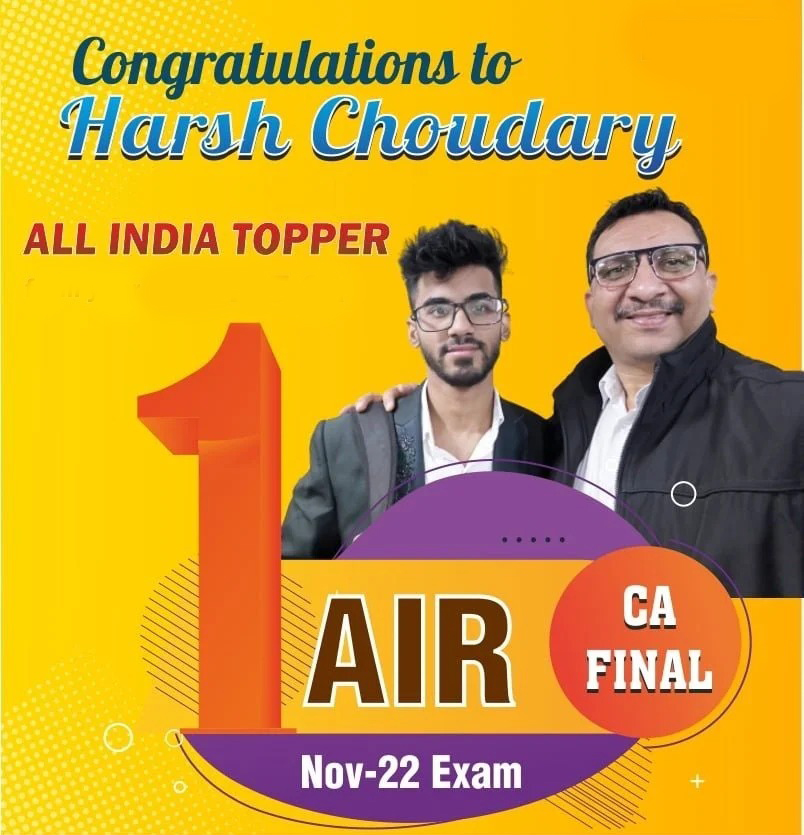 Congratulations to
Harsh Choudary
ALL INDIA TOPPER
1
AIR
CA
FINAL
Nov-22 Exam